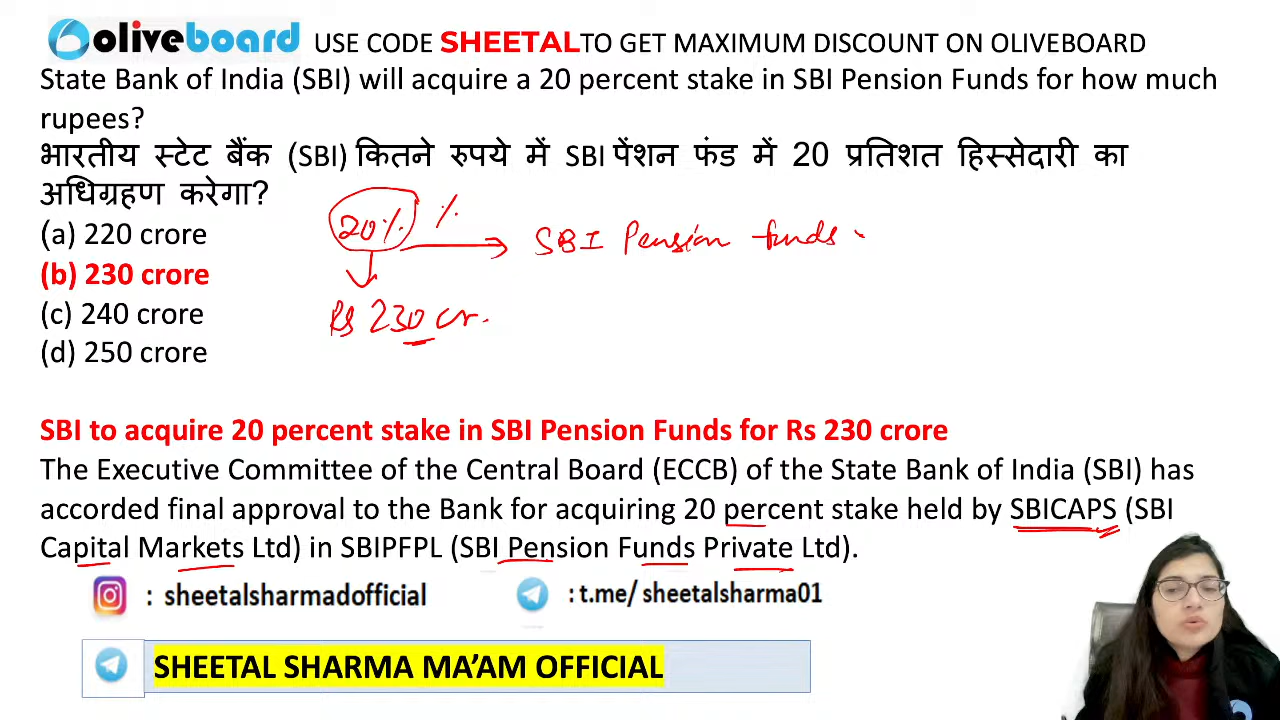 oliveboard USE CODE SHEETAL TO GET MAXIMUM DISCOUNT ON OLIVEBOARD
State Bank of India (SBI) will acquire a 20 percent stake in SBI Pension Funds for how much
rupees?
भारतीय स्टेट बैंक (SBI) कितने रुपये में SBI पेंशन फंड में 20 प्रतिशत हिस्सेदारी का
अधिग्रहण करेगा?
(a) 220 crore
(b) 230 crore
(c) 240 crore
(d) 250 crore
20% % SBI Pension funds
Rs 230 cr.
SBI to acquire 20 percent stake in SBI Pension Funds for Rs 230 crore
The Executive Committee of the Central Board (ECCB) of the State Bank of India (SBI) has
accorded final approval to the Bank for acquiring 20 percent stake held by SBICAPS (SBI
Capital Markets Ltd) in SBIPFPL (SBI Pension Funds Private Ltd).
: sheetalsharmadofficial : t.me/ sheetalsharma01
SHEETAL SHARMA MA'AM OFFICIAL